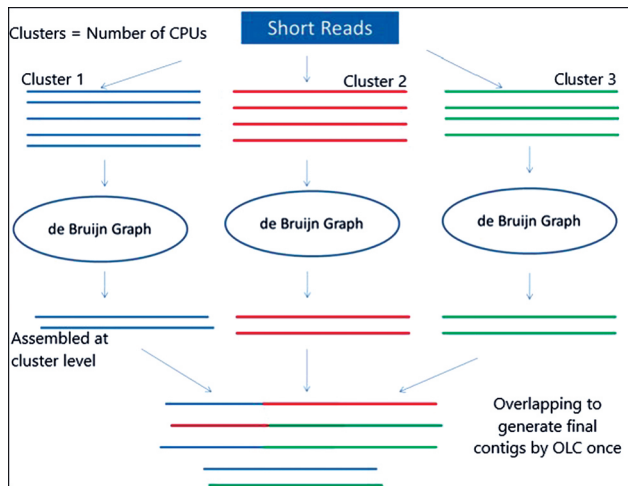 Clusters = Number of CPUs
Short Reads
Cluster 1
Cluster 2
Cluster 3
de Bruijn Graph
de Bruijn Graph
de Bruijn Graph
Assembled at
cluster level
Overlapping to
generate final
contigs by OLC once